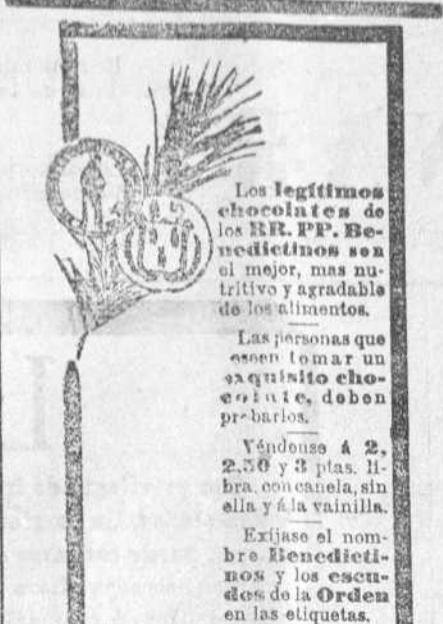 Los legítimos
chocolates de
los RR. PP. Be-
nedictinos son
el mejor, mas nu-
tritivo y agradable
de los alimentos.
Las personas que
eseen tomar un
exquisito cho-
colate, deben
probarlos.
Véndense á 2,
2.50 y 3 ptas. li-
bra, con canela, sin
ella y á la vainilla.
Exíjase el nom-
bre Benedicti-
nos y los escu-
dos de la Orden
en las etiquetas.